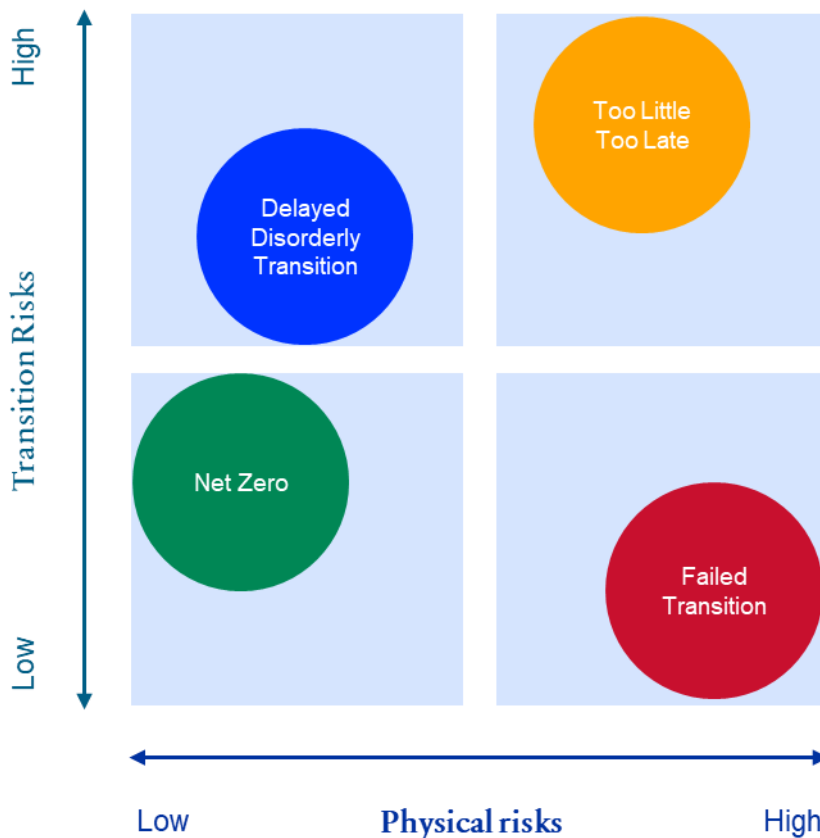 High
Transition Risks
Low
Too Little
Too Late
Delayed
Disorderly
Transition
Net Zero
Failed
Transition
Low
Physical risks
High